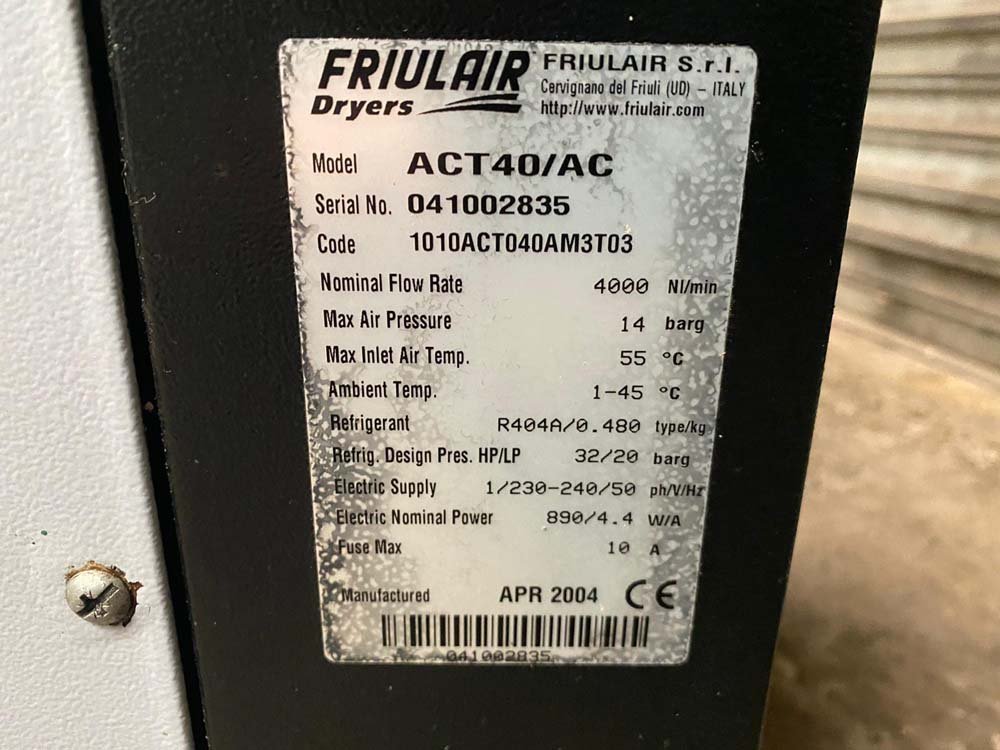 FRIULAIR
Dryers
FRIULAIR S.r.l.
Cervignano del Friuli (UD) – ITALY
http://www.friulair.com
Model ACT40/AC
Serial No. 041002835
Code 1010ACT040AM3T03
Nominal Flow Rate 4000 Nl/min
Max Air Pressure 14 barg
Max Inlet Air Temp. 55 °C
Ambient Temp. 1-45 °C
Refrigerant R404A/0.480 type/kg
Refrig. Design Pres. HP/LP 32/20 barg
Electric Supply 1/230-240/50 ph/V/Hz
Electric Nominal Power 890/4.4 W/A
Fuse Max 10 A
Manufactured APR 2004 CE
041002835